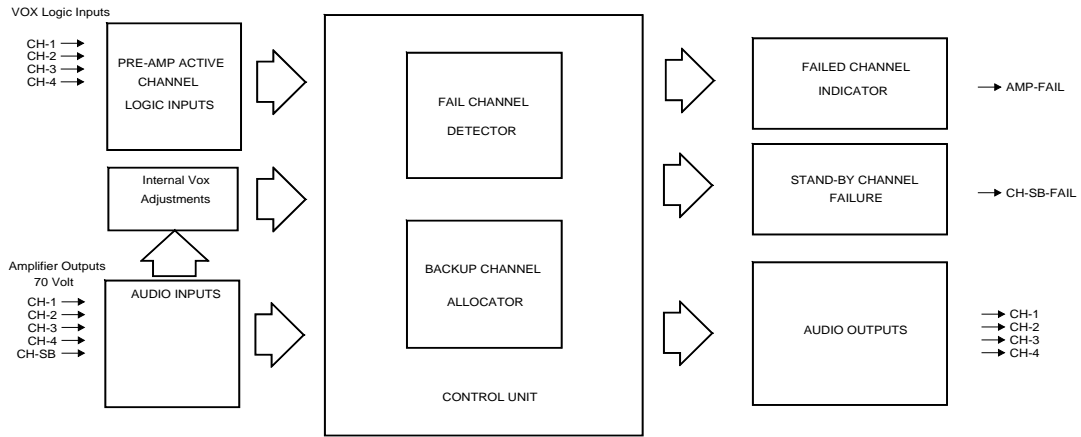 VOX Logic Inputs
CH-1
CH-2
CH-3
CH-4
PRE-AMP ACTIVE
CHANNEL
LOGIC INPUTS
Internal Vox
Adjustments
Amplifier Outputs
70 Volt
CH-1
CH-2
CH-3
CH-4
CH-SB
AUDIO INPUTS
FAIL CHANNEL
DETECTOR
BACKUP CHANNEL
ALLOCATOR
CONTROL UNIT
FAILED CHANNEL
INDICATOR
AMP-FAIL
STAND-BY CHANNEL
FAILURE
CH-SB-FAIL
AUDIO OUTPUTS
CH-1
CH-2
CH-3
CH-4